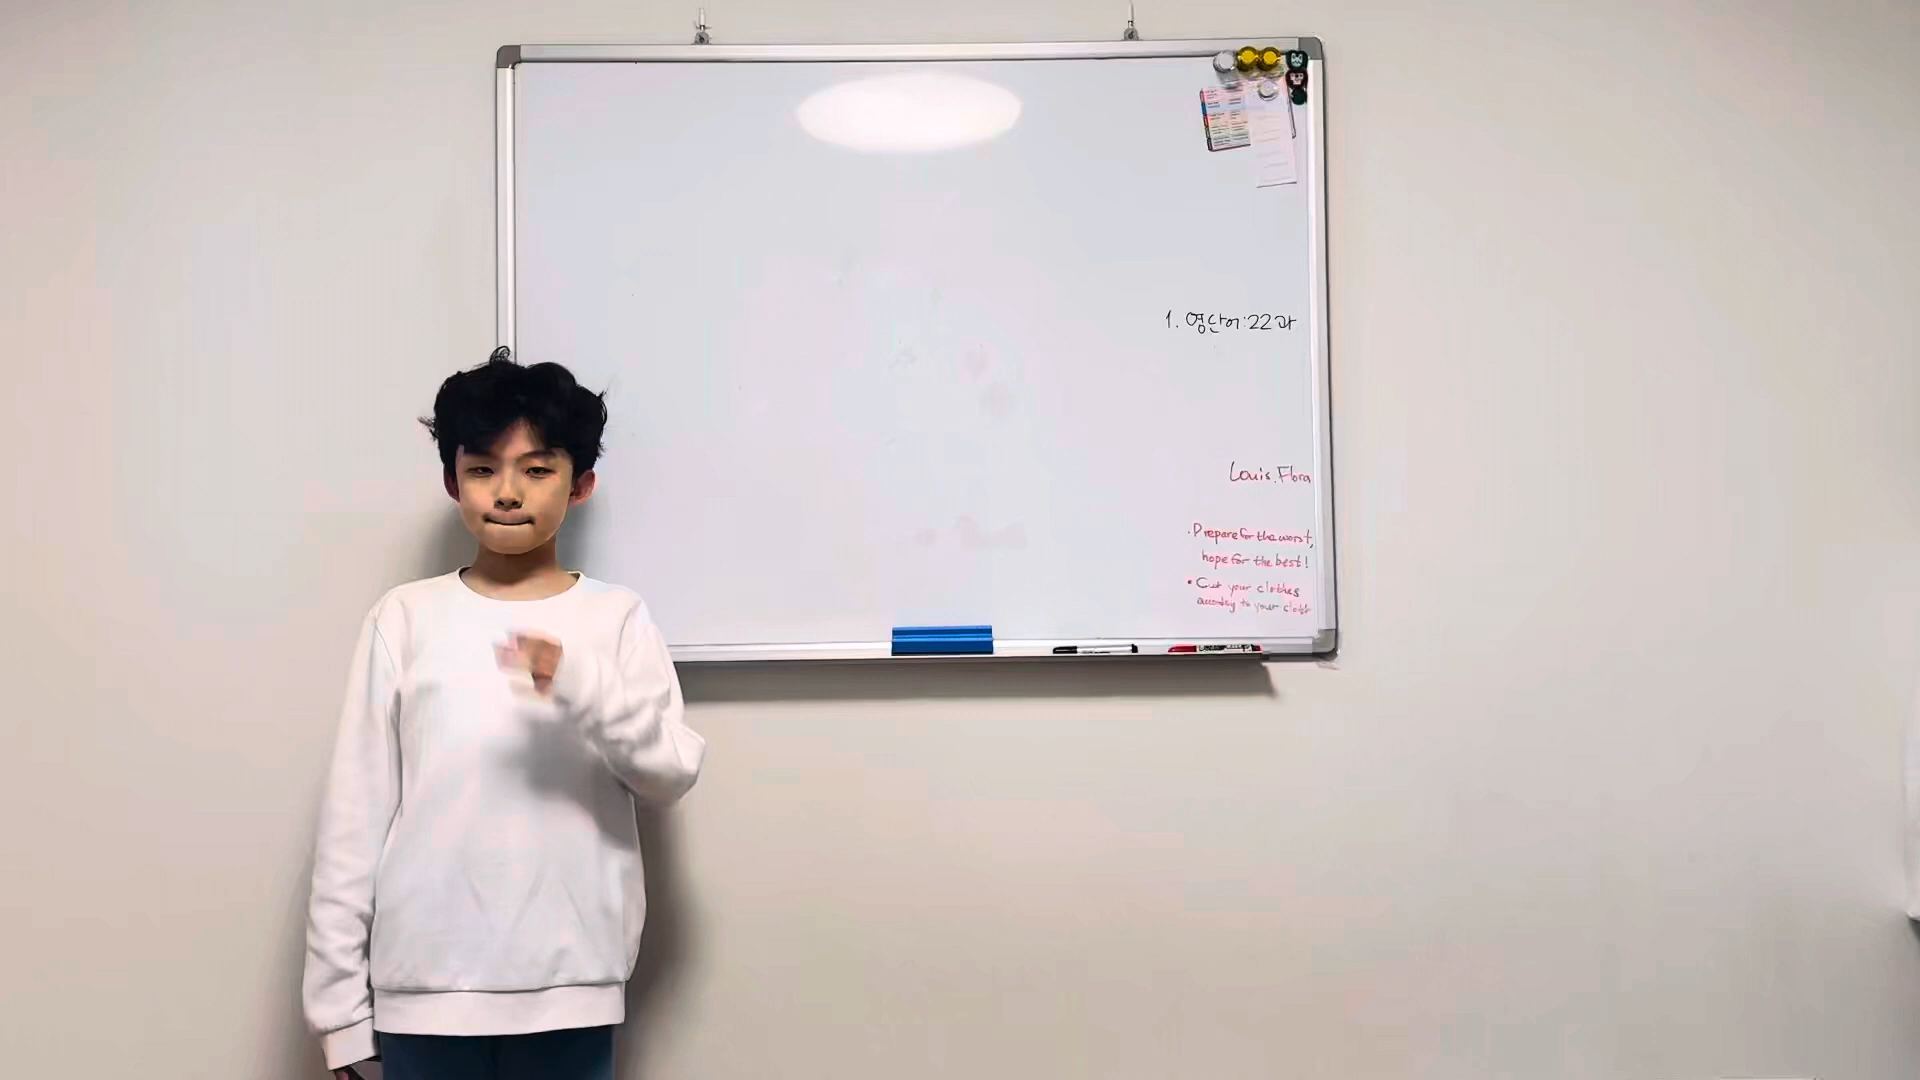 1. 영단어:22과
Louis. Flora
· Prepare for the worst,
hope for the best!
• Cut your clothes
according to your cloth